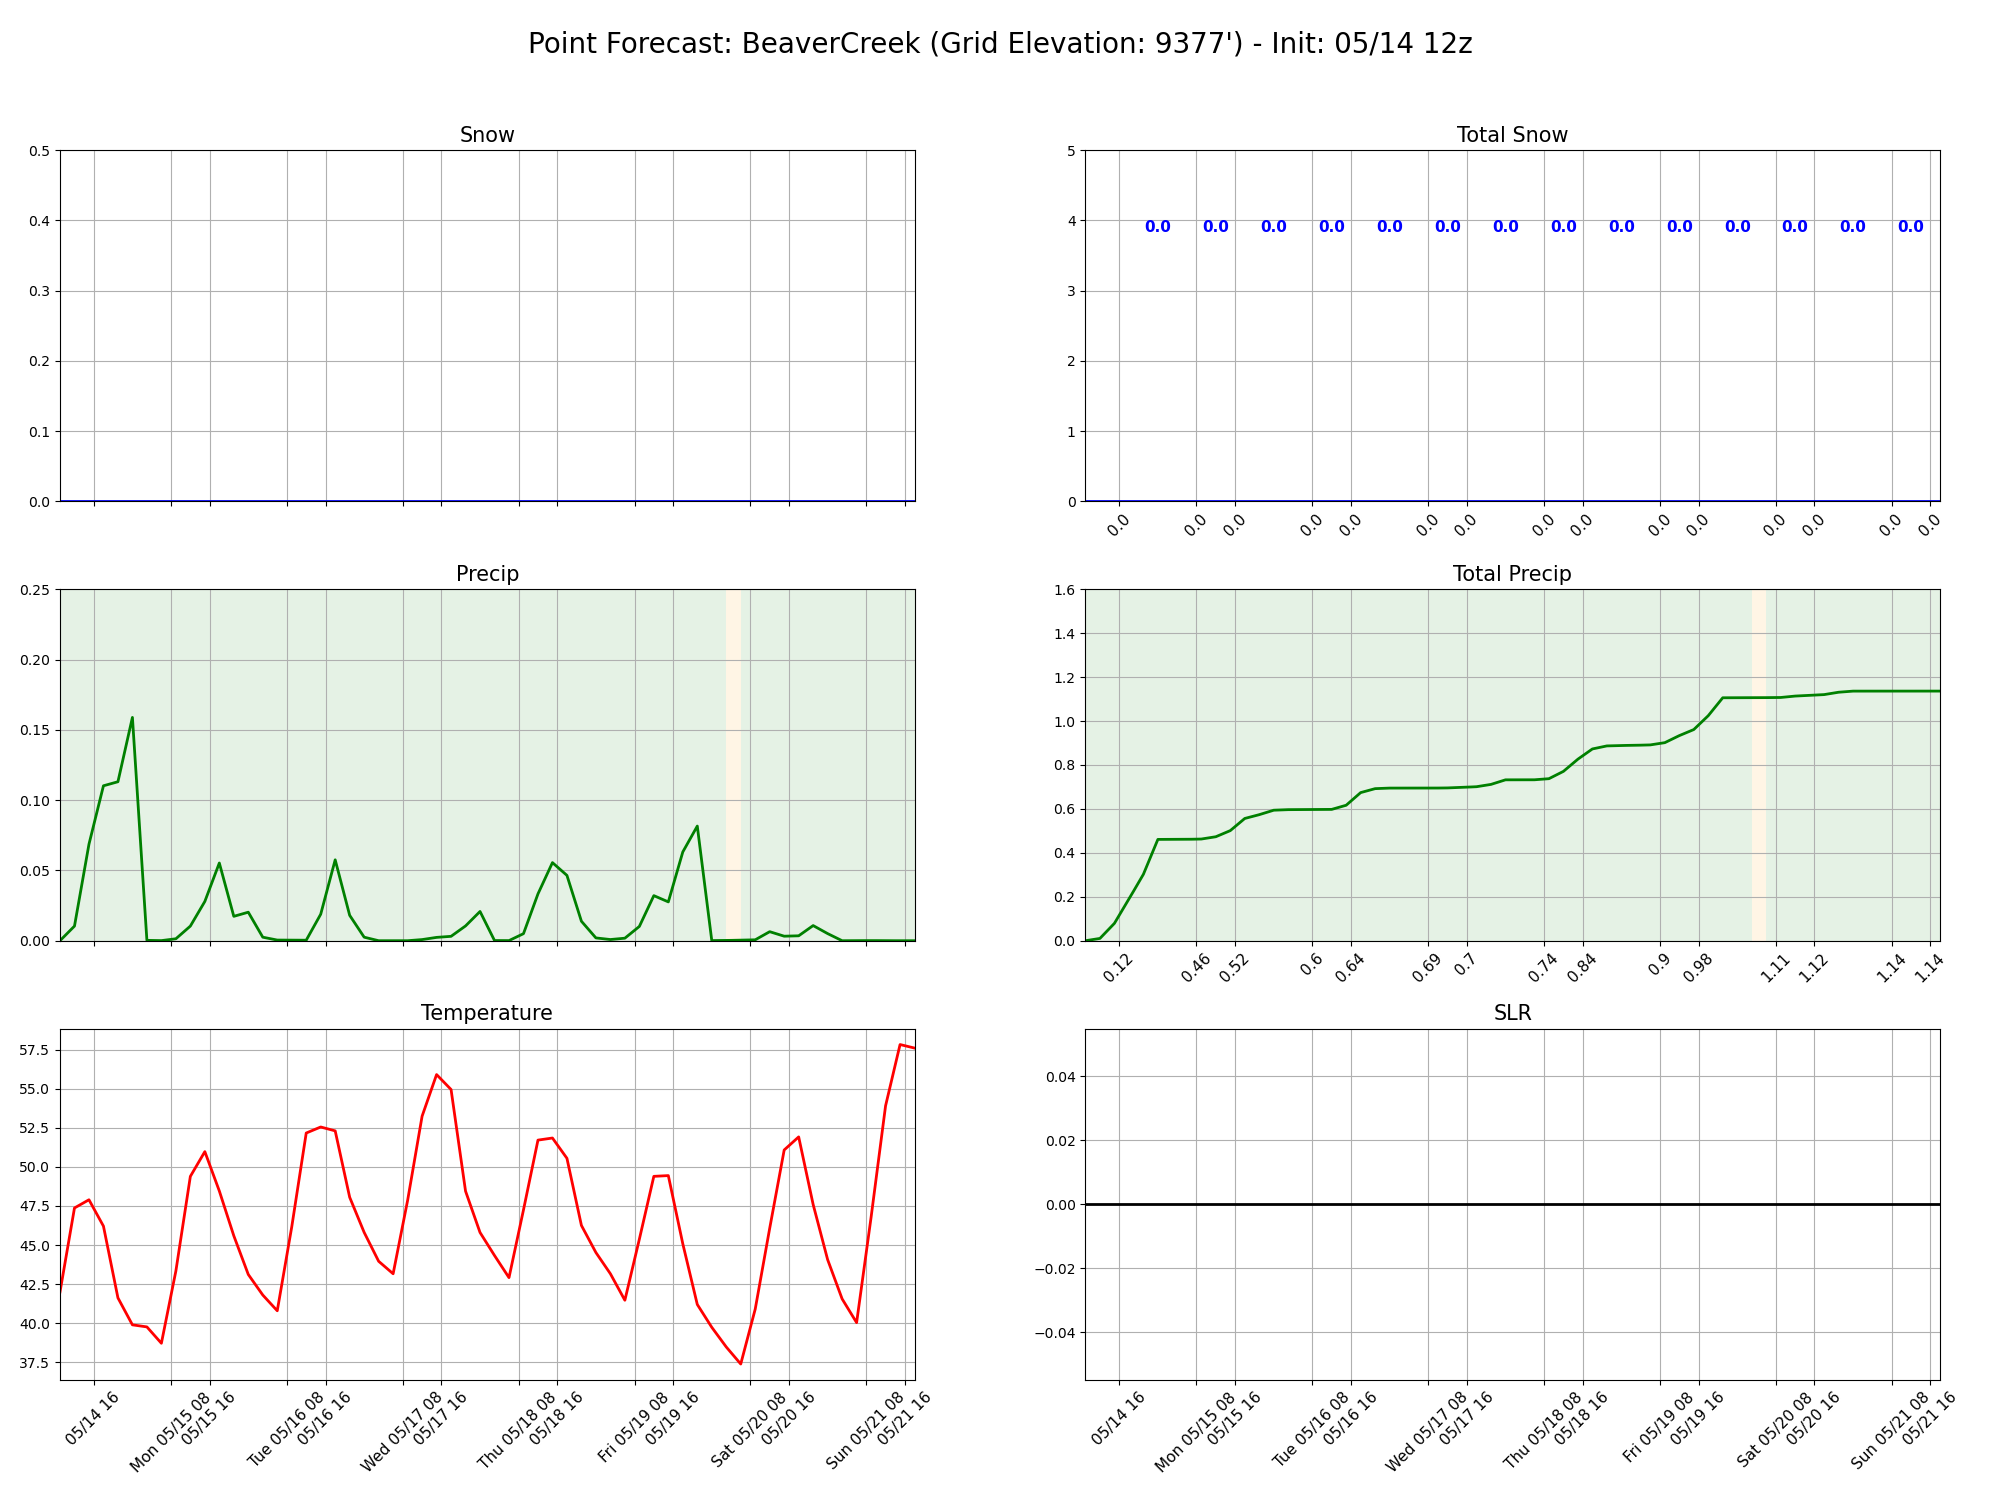 Point Forecast: BeaverCreek (Grid Elevation: 9377') - Init: 05/14 12z
Snow
0.5
0.4
0.3
0.2
0.1
0.0
Total Snow
5
4
3
2
1
0
0.0 0.0 0.0 0.0 0.0 0.0 0.0 0.0 0.0 0.0 0.0 0.0 0.0 0.0
0.0 0.0 0.0 0.0 0.0 0.0 0.0 0.0 0.0 0.0 0.0 0.0 0.0 0.0 0.0
Precip
0.25
0.20
0.15
0.10
0.05
0.00
Total Precip
1.6
1.4
1.2
1.0
0.8
0.6
0.4
0.2
0.0
0.12 0.46 0.52 0.6 0.64 0.69 0.7 0.74 0.84 0.9 0.98 1.11 1.12 1.14 1.14
Temperature
57.5
55.0
52.5
50.0
47.5
45.0
42.5
40.0
37.5
05/14 16
Mon 05/15 08
05/15 16
Tue 05/16 08
05/16 16
Wed 05/17 08
05/17 16
Thu 05/18 08
05/18 16
Fri 05/19 08
05/19 16
Sat 05/20 08
05/20 16
Sun 05/21 08
05/21 16
SLR
0.04
0.02
0.00
−0.02
−0.04
05/14 16
Mon 05/15 08
05/15 16
Tue 05/16 08
05/16 16
Wed 05/17 08
05/17 16
Thu 05/18 08
05/18 16
Fri 05/19 08
05/19 16
Sat 05/20 08
05/20 16
Sun 05/21 08
05/21 16